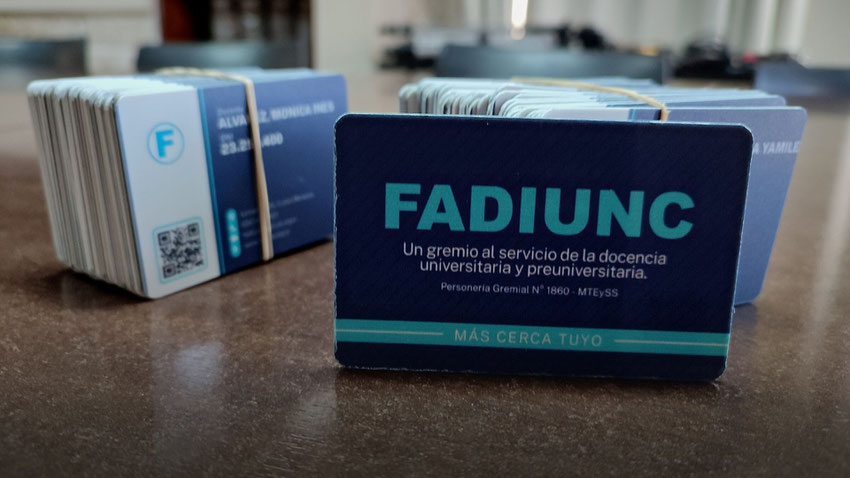 FADIUNC
Un gremio al servicio de la docencia
universitaria y preuniversitaria.
Personería Gremial N° 1860 - MTEySS
MÁS CERCA TUYO
F
MONICA INES
YAMILE